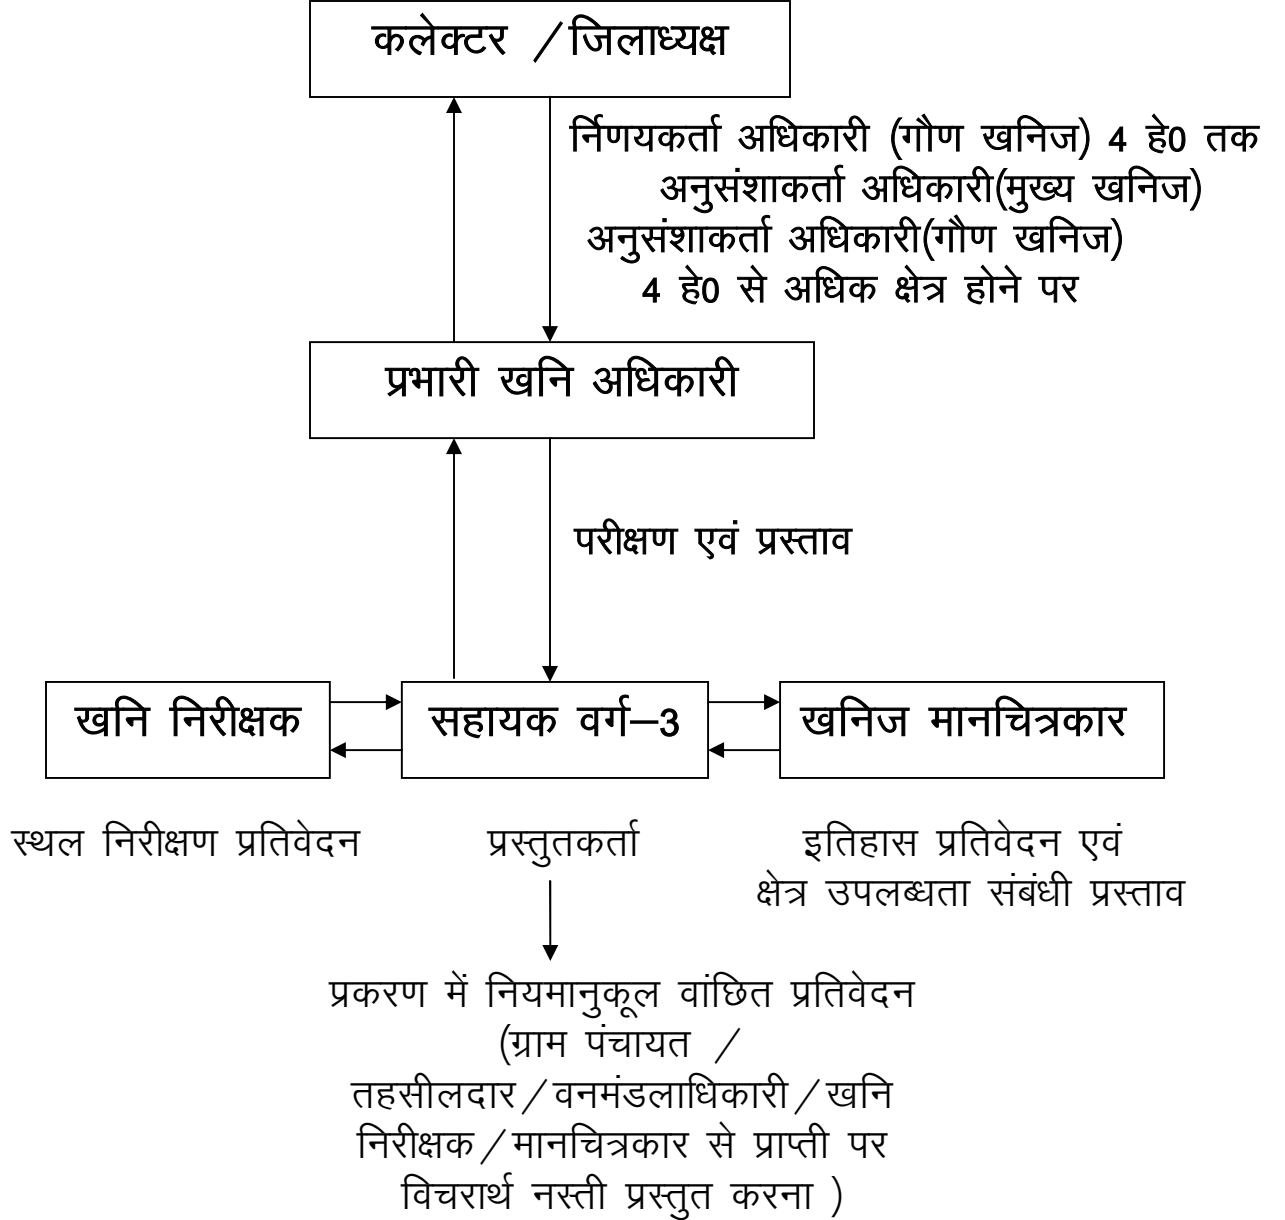 कलेक्टर /जिलाध्यक्ष
र्निणयकर्ता अधिकारी (गौण खनिज) 4 हे0 तक
अनुसंशाकर्ता अधिकारी(मुख्य खनिज)
अनुसंशाकर्ता अधिकारी(गौण खनिज)
4 हे0 से अधिक क्षेत्र होने पर
प्रभारी खनि अधिकारी
परीक्षण एवं प्रस्ताव
खनि निरीक्षक
सहायक वर्ग–3
खनिज मानचित्रकार
स्थल निरीक्षण प्रतिवेदन
प्रस्तुतकर्ता
इतिहास प्रतिवेदन एवं
क्षेत्र उपलब्धता संबंधी प्रस्ताव
प्रकरण में नियमानुकूल वांछित प्रतिवेदन
(ग्राम पंचायत /
तहसीलदार/वनमंडलाधिकारी/खनि
निरीक्षक/मानचित्रकार से प्राप्ती पर
विचरार्थ नस्ती प्रस्तुत करना )